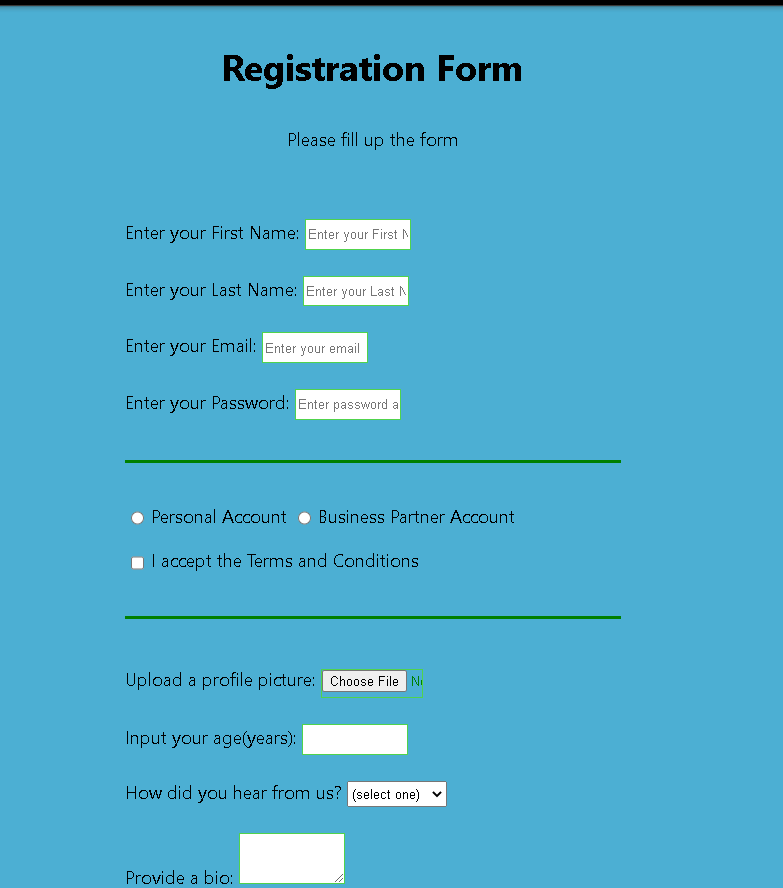 Registration Form
Please fill up the form
Enter your First Name: Enter your First N
Enter your Last Name: Enter your Last N
Enter your Email: Enter your email
Enter your Password: Enter password a
Personal Account Business Partner Account
I accept the Terms and Conditions
Upload a profile picture: Choose File N
Input your age(years):
How did you hear from us? (select one)
Provide a bio: